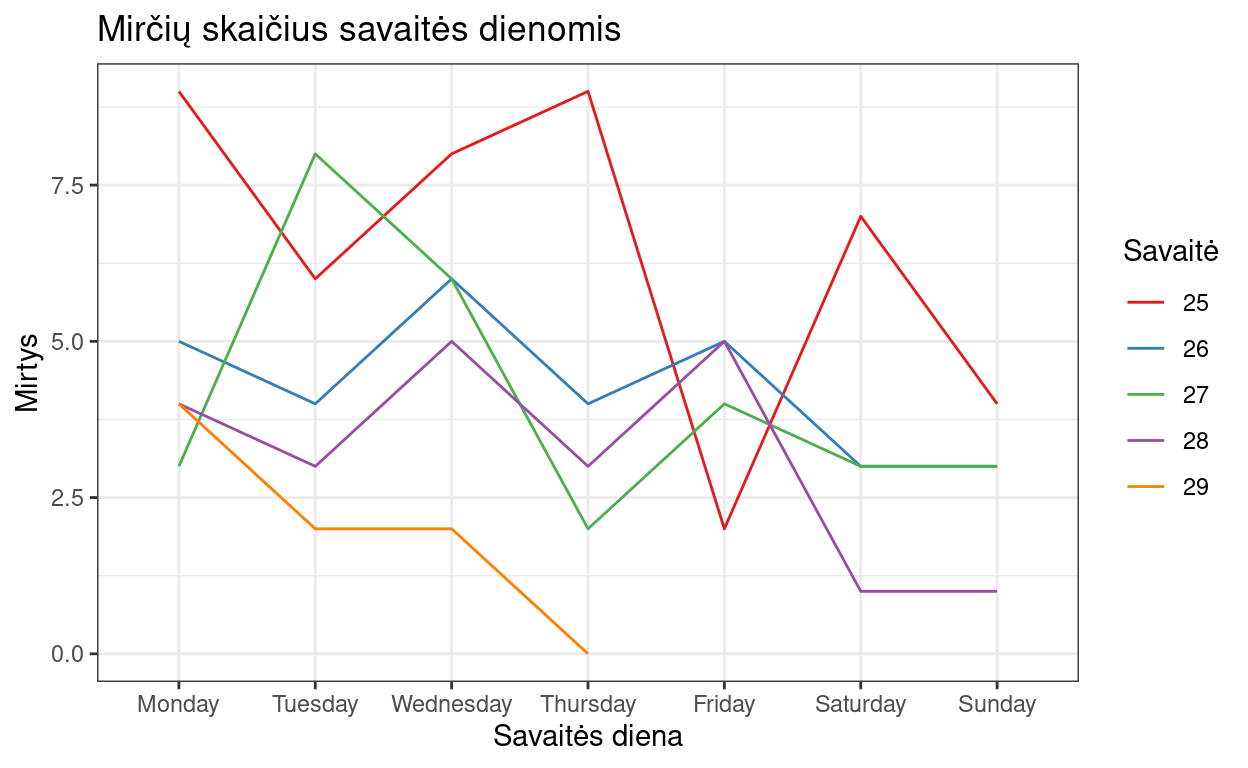 Mirčių skaičius savaitės dienomis
Mirtys
7.5
5.0
2.5
0.0
Monday Tuesday Wednesday Thursday Friday Saturday Sunday
Savaitės diena
Savaitė
25
26
27
28
29